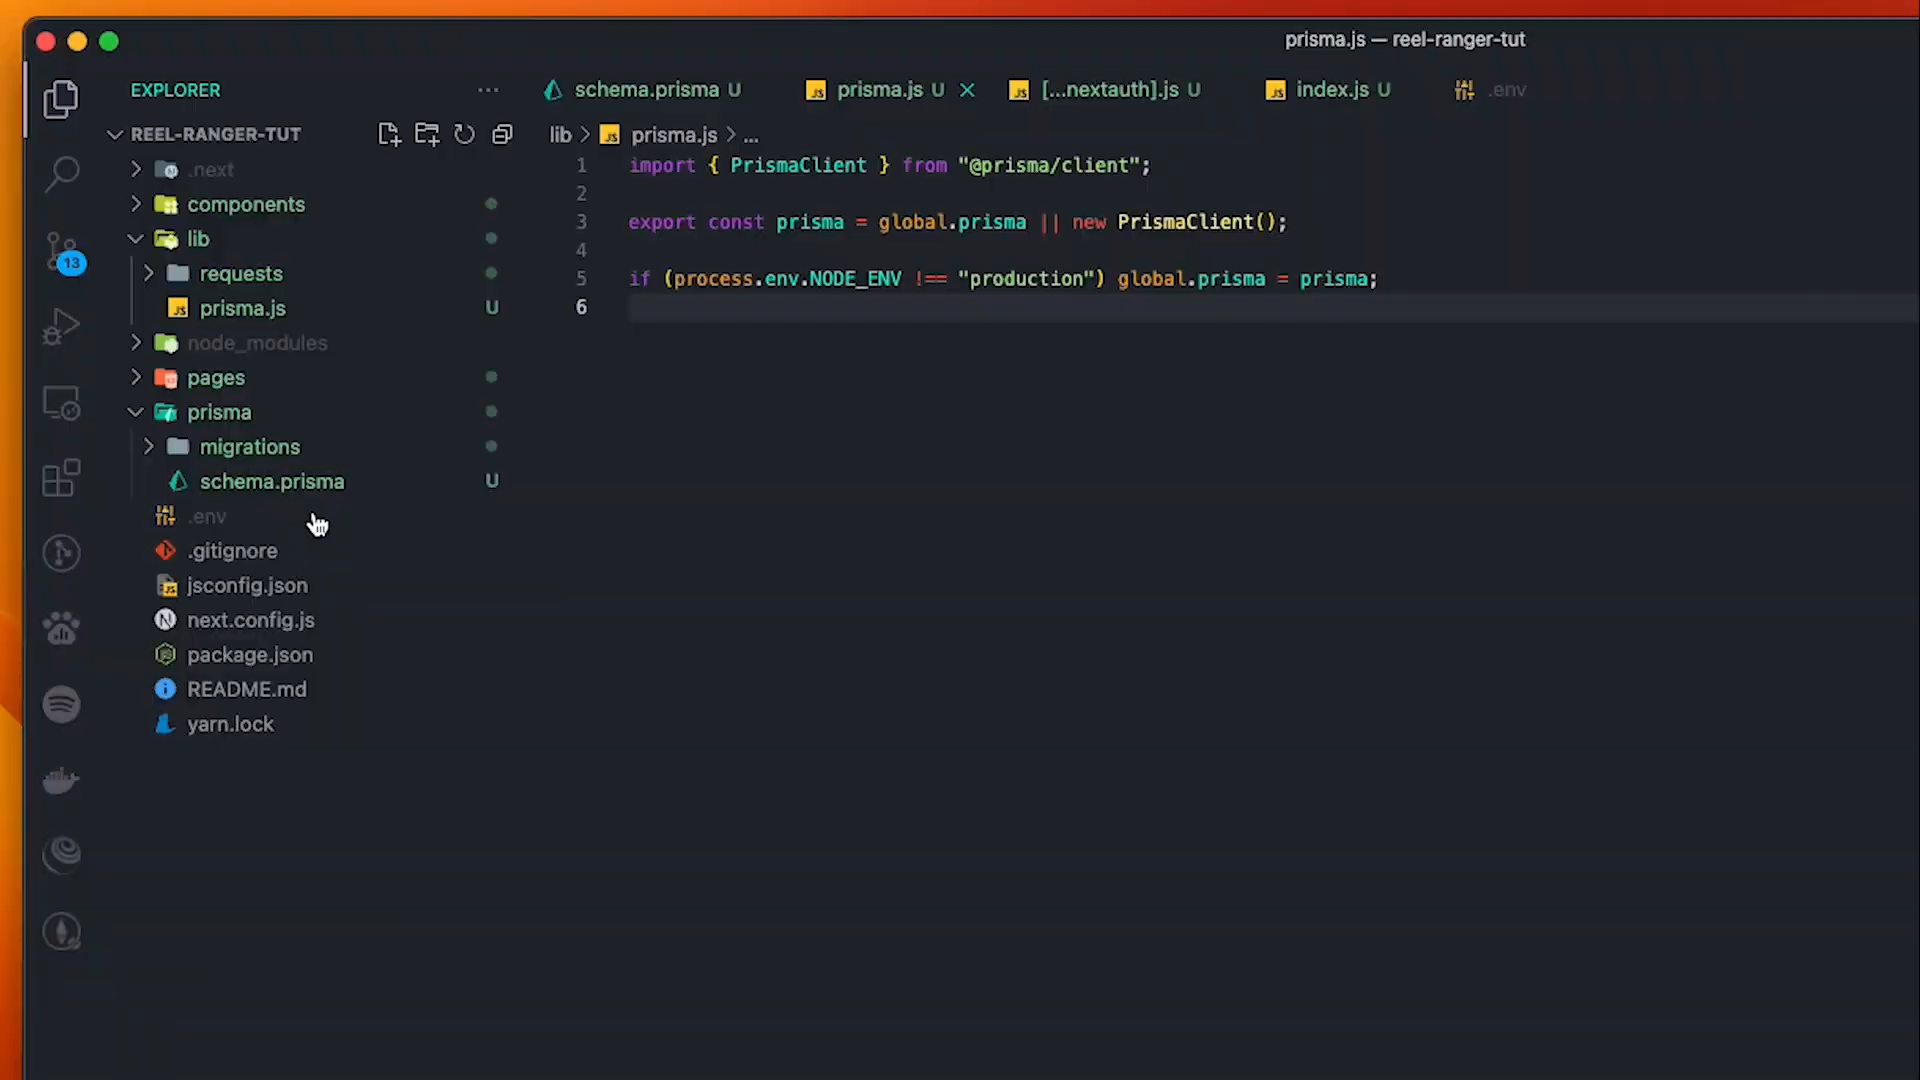 prisma.js — reel-ranger-tut
EXPLORER
schema.prisma U
prisma.js U
[...nextauth].js U
index.js U
.env
REEL-RANGER-TUT
lib > prisma.js > ...
.next
components
lib
requests
prisma.js U
node_modules
pages
prisma
migrations
schema.prisma U
.env
.gitignore
jsconfig.json
next.config.js
package.json
README.md
yarn.lock
13
1 import { PrismaClient } from "@prisma/client";
2
3 export const prisma = global.prisma || new PrismaClient();
4
5 if (process.env.NODE_ENV !== "production") global.prisma = prisma;
6